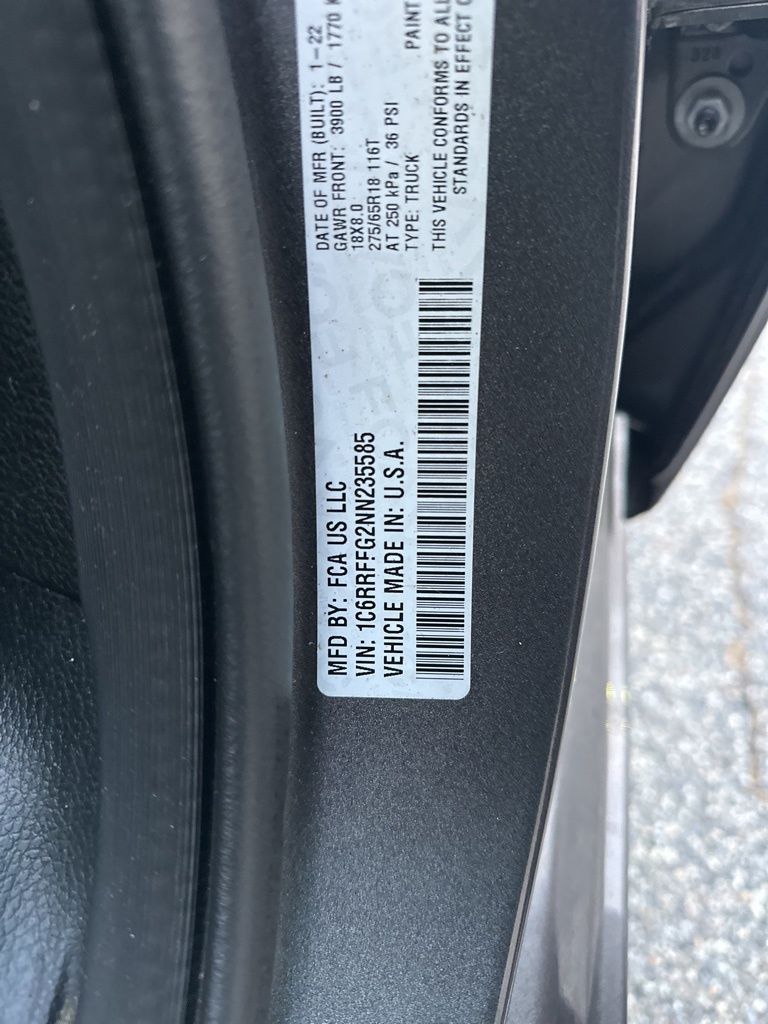 MFD BY: FCA US LLC
VIN: 1C6RRFFG2NN235585
VEHICLE MADE IN: U.S.A.
DATE OF MFR (BUILT): 1-22
GAWR FRONT: 3900 LB / 1770 K
18X8.0
275/65R18 116T
AT 250 kPa / 36 PSI
TYPE: TRUCK PAINT
THIS VEHICLE CONFORMS TO ALL
STANDARDS IN EFFECT O